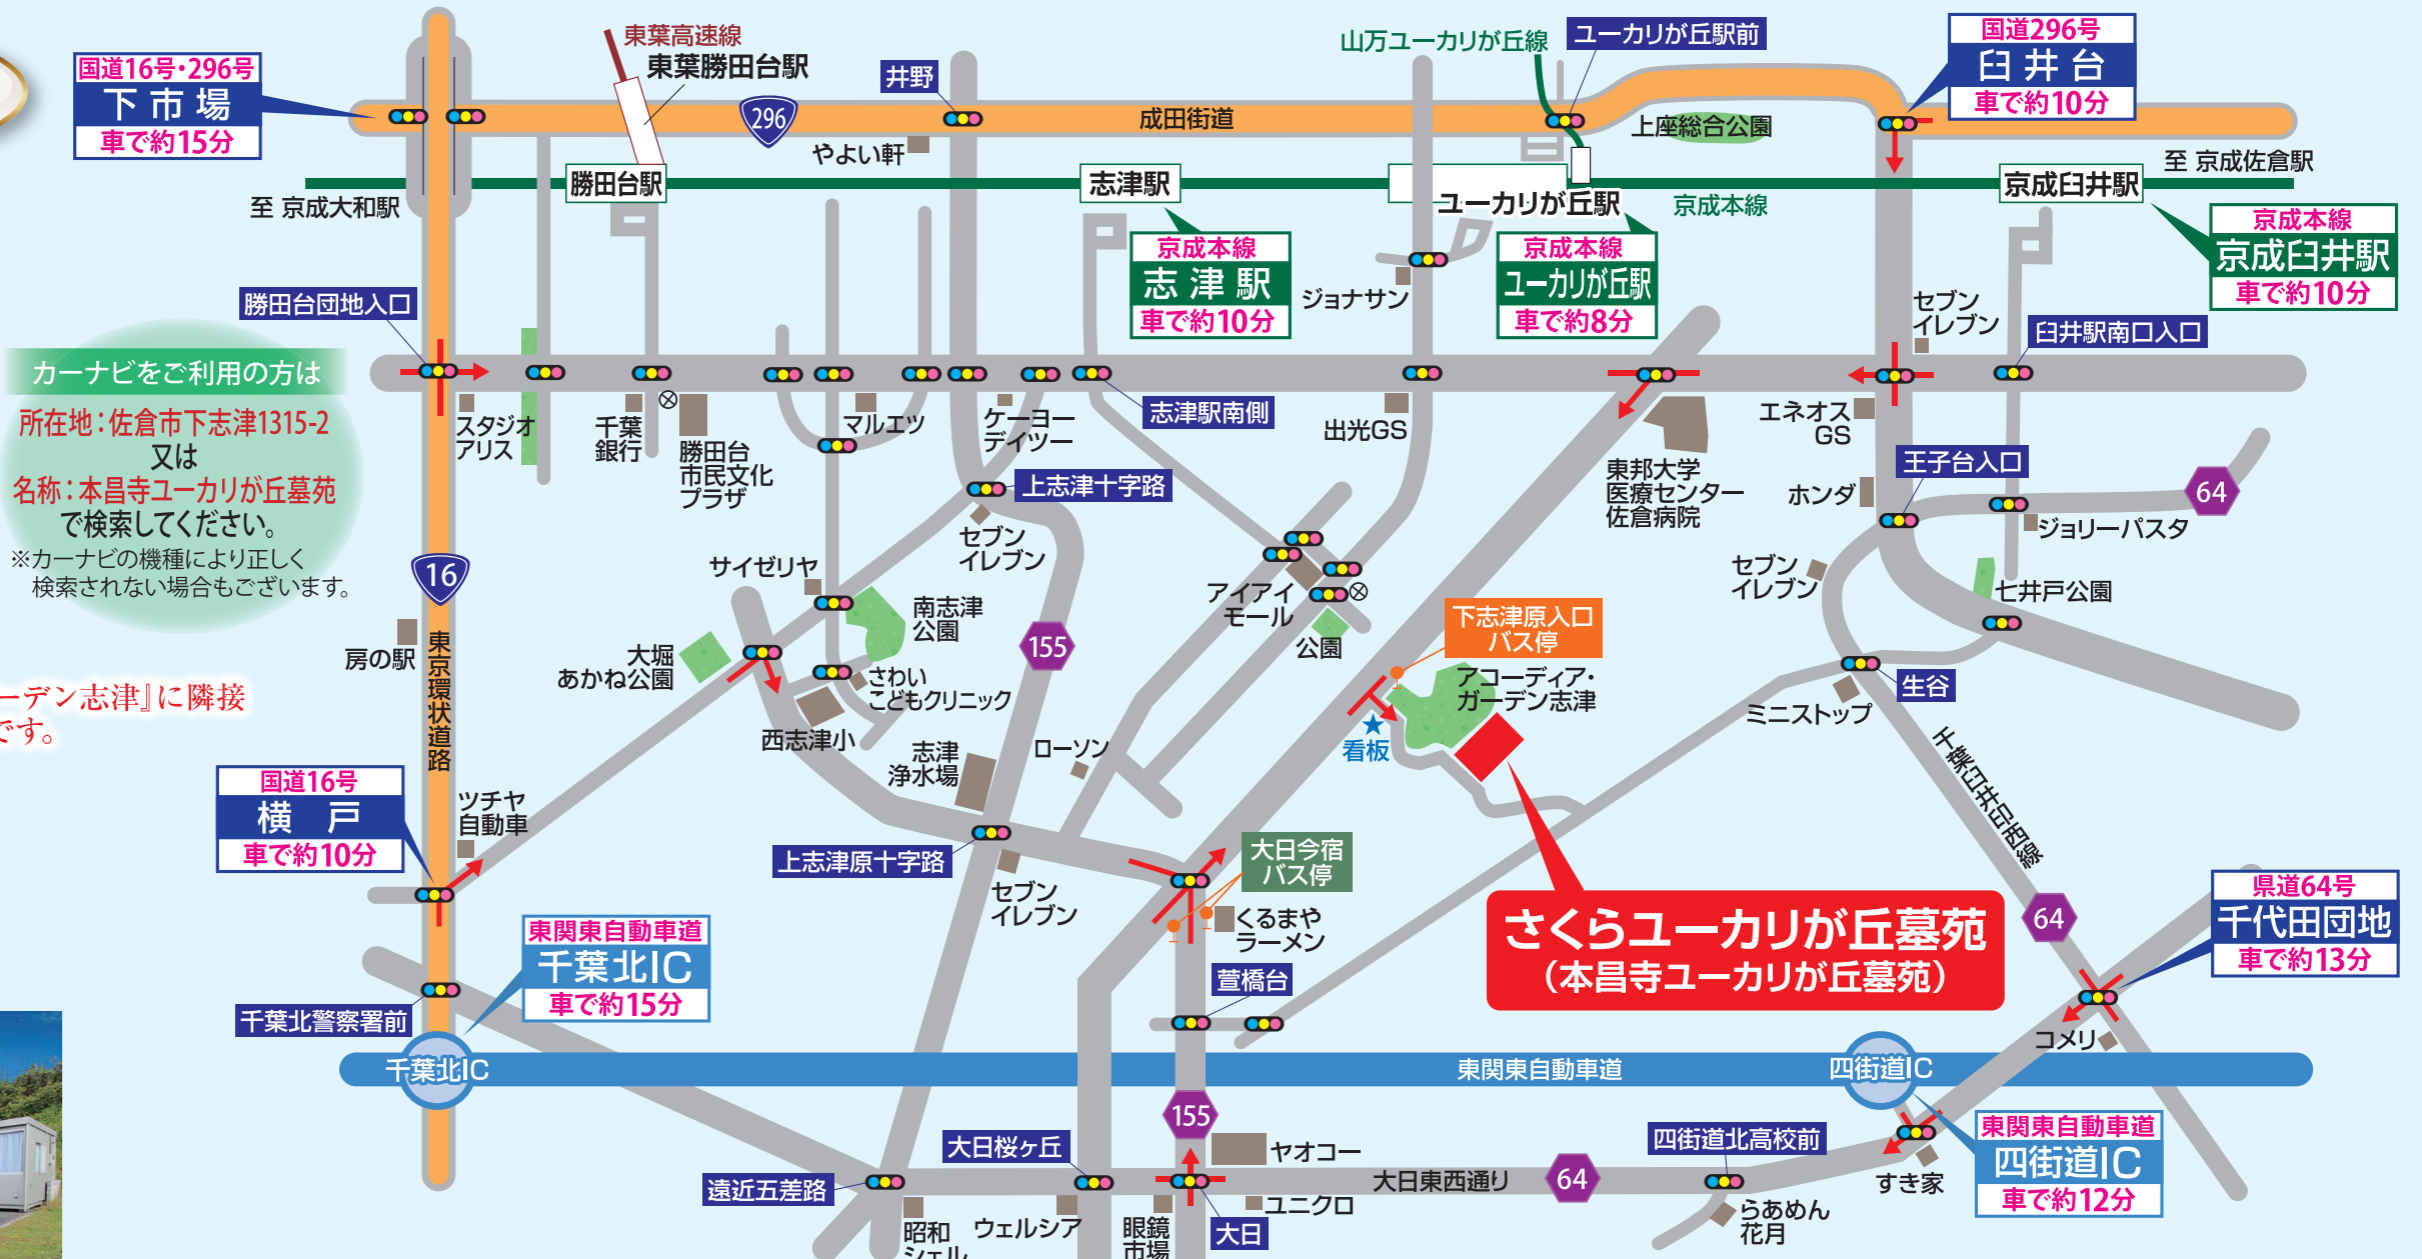 国道16号・296号
下市場
車で約15分
東葉高速線
東葉勝田台駅
296
井野
やよい軒
成田街道
山万ユーカリが丘線
ユーカリが丘駅前
上座総合公園
国道296号
臼井台
車で約10分
至 京成佐倉駅
至 京成大和駅
勝田台駅
志津駅
ユーカリが丘駅
京成本線
京成臼井駅
京成本線
志津駅
車で約10分
京成本線
ユーカリが丘駅
車で約8分
京成本線
京成臼井駅
車で約10分
ジョナサン
勝田台団地入口
セブン
イレブン
臼井駅南口入口
カーナビをご利用の方は
所在地：佐倉市下志津1315-2
又は
名称：本昌寺ユーカリが丘墓苑
で検索してください。
※カーナビの機種により正しく
検索されない場合もございます。
スタジオ
アリス
千葉
銀行
勝田台
市民文化
プラザ
マルエツ
ケーヨー
デイツー
志津駅南側
出光GS
東邦大学
医療センター
佐倉病院
エネオス
GS
ホンダ
王子台入口
64
ジョリーパスタ
上志津十字路
セブン
イレブン
サイゼリヤ
南志津
公園
16
東京環状道路
房の駅
大堀
あかね公園
さわい
こどもクリニック
西志津小
155
アイアイ
モール
公園
下志津原入口
バス停
アコーディア・
ガーデン志津
看板
セブン
イレブン
七井戸公園
生谷
ミニストップ
千葉臼井印西線
ーデン志津』に隣接
です。
国道16号
横戸
車で約10分
ツチヤ
自動車
志津
浄水場
ローソン
上志津原十字路
セブン
イレブン
大日今宿
バス停
くるまや
ラーメン
萱橋台
さくらユーカリが丘墓苑
（本昌寺ユーカリが丘墓苑）
64
県道64号
千代田団地
車で約13分
コメリ
東関東自動車道
千葉北IC
車で約15分
千葉北警察署前
千葉北IC
東関東自動車道
四街道IC
東関東自動車道
四街道IC
車で約12分
すき家
155
大日桜ヶ丘
ヤオコー
大日東西通り
64
四街道北高校前
遠近五差路
昭和
シェル
ウェルシア
眼鏡
市場
大日
ユニクロ
らあめん
花月